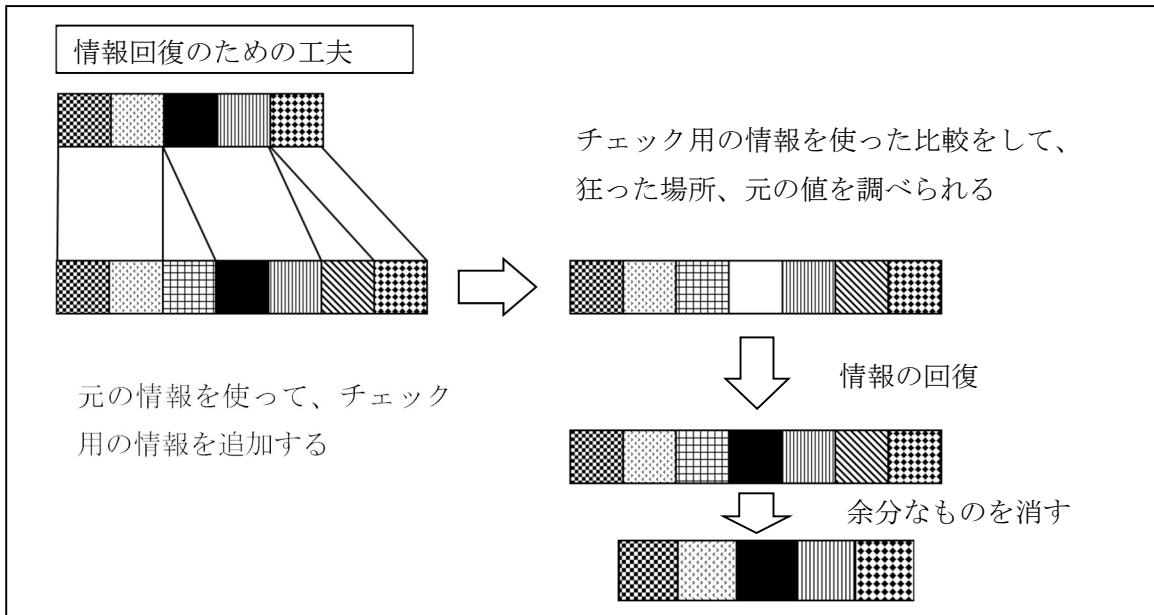 情報回復のための工夫
チェック用の情報を使った比較をして、
狂った場所、元の値を調べられる
元の情報を使って、チェック
用の情報を追加する
情報の回復
余分なものを消す